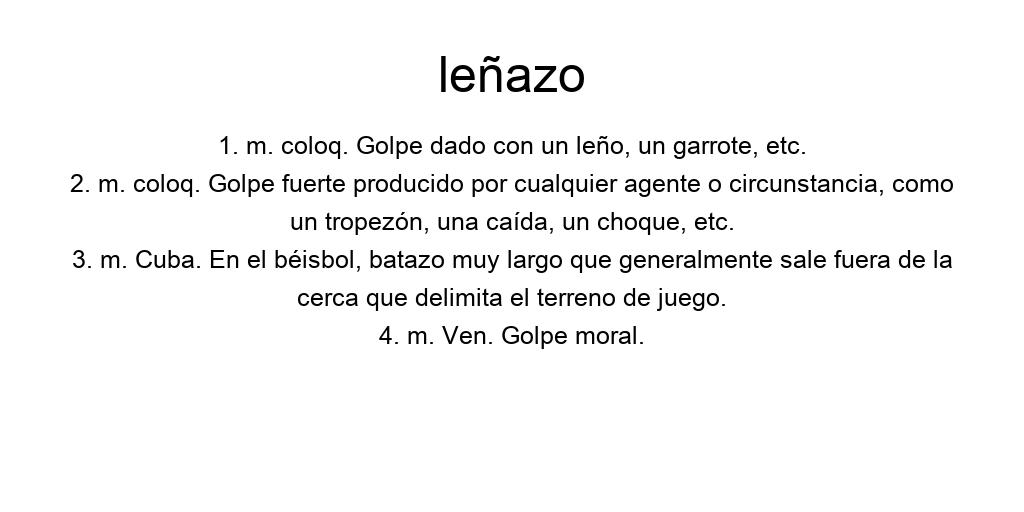 leñazo
1. m. coloq. Golpe dado con un leño, un garrote, etc.
2. m. coloq. Golpe fuerte producido por cualquier agente o circunstancia, como
un tropezón, una caída, un choque, etc.
3. m. Cuba. En el béisbol, batazo muy largo que generalmente sale fuera de la
cerca que delimita el terreno de juego.
4. m. Ven. Golpe moral.